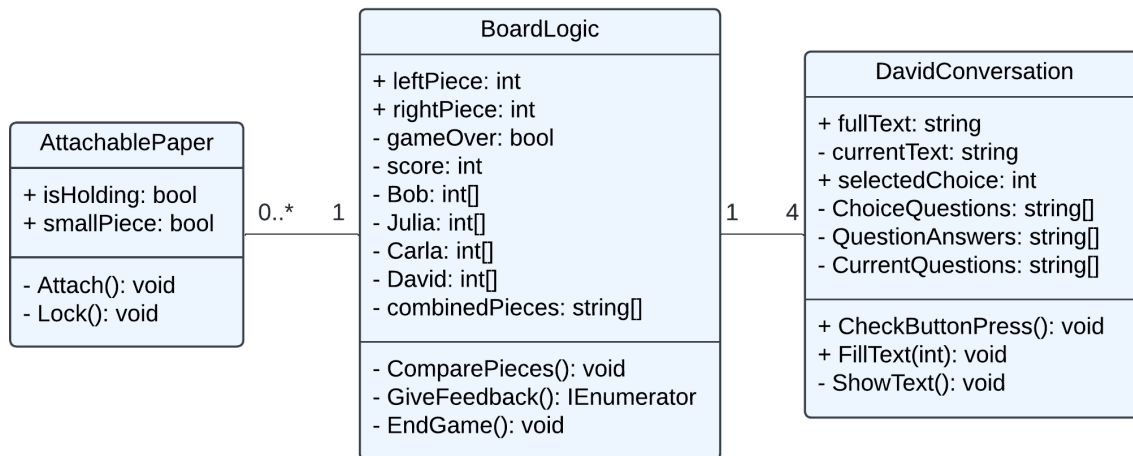 AttachablePaper
+ isHolding: bool
+ smallPiece: bool
- Attach(): void
- Lock(): void
0..* 1
BoardLogic
+ leftPiece: int
+ rightPiece: int
- gameOver: bool
- score: int
- Bob: int[]
- Julia: int[]
- Carla: int[]
- David: int[]
- combinedPieces: string[]
- ComparePieces(): void
- GiveFeedback(): IEnumerator
- EndGame(): void
1 4
DavidConversation
+ fullText: string
- currentText: string
+ selectedChoice: int
- ChoiceQuestions: string[]
- QuestionAnswers: string[]
- CurrentQuestions: string[]
+ CheckButtonPress(): void
+ FillText(int): void
- ShowText(): void